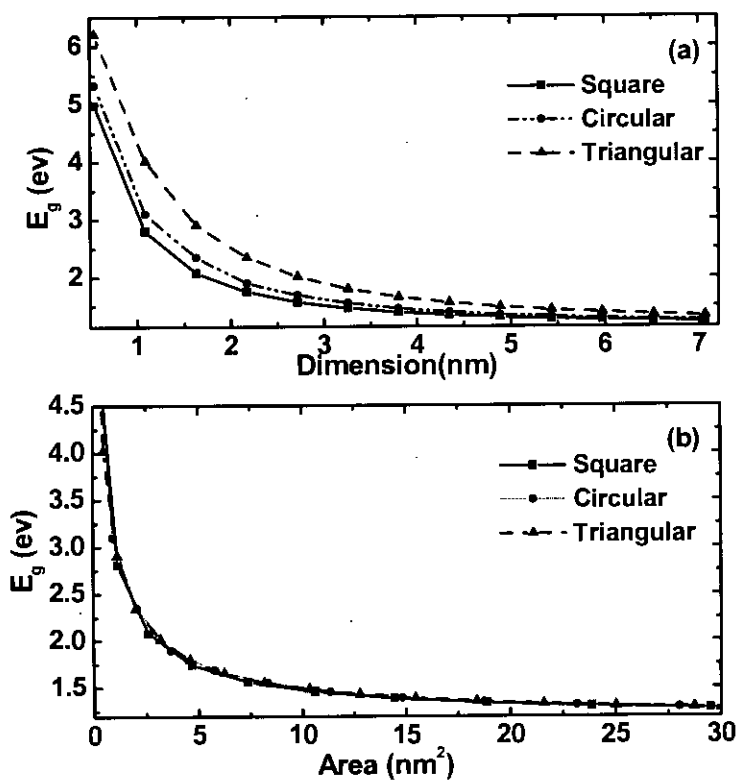 (a)
Square
Circular
Triangular
6
5
4
3
2
E_g (ev)
1 2 3 4 5 6 7
Dimension(nm)
(b)
Square
Circular
Triangular
4.5
4.0
3.5
3.0
2.5
2.0
1.5
E_g (ev)
0 5 10 15 20 25 30
Area (nm²)